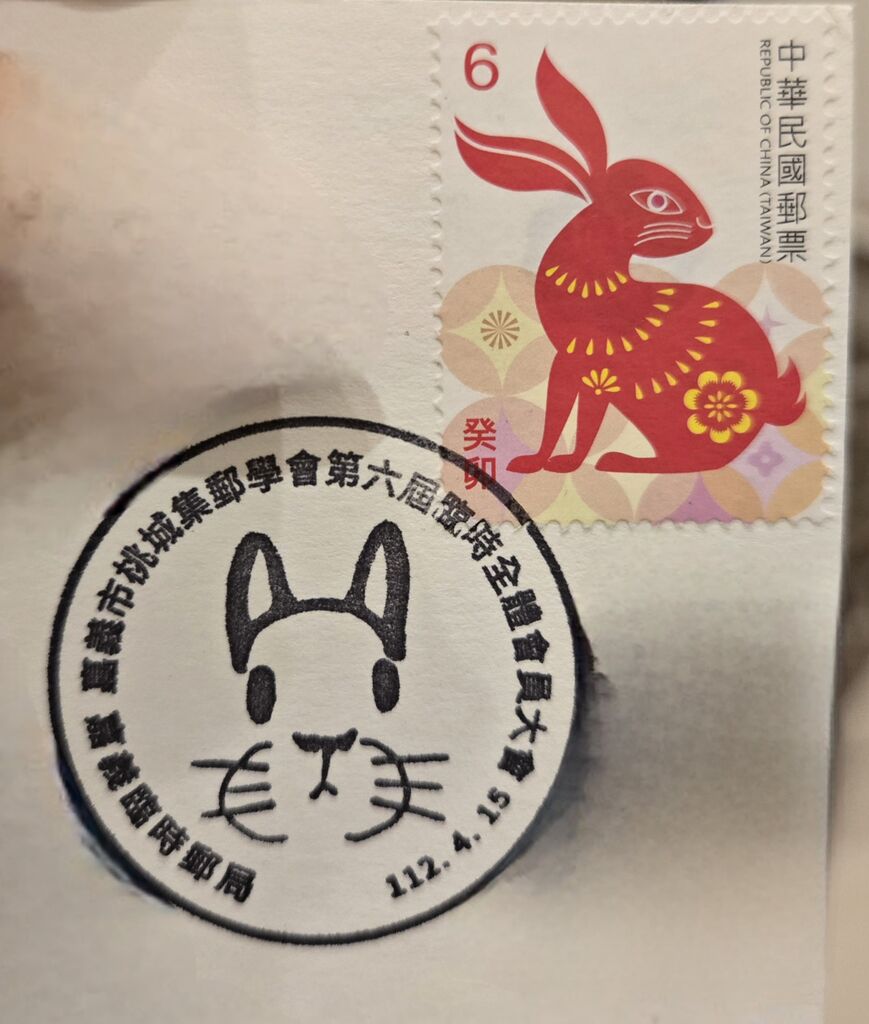 6
中華民國郵票
REPUBLIC OF CHINA (TAIWAN)
癸卯
嘉義市桃城集郵學會第六屆臨時全體會員大會
嘉義臨時郵局
112.4.15